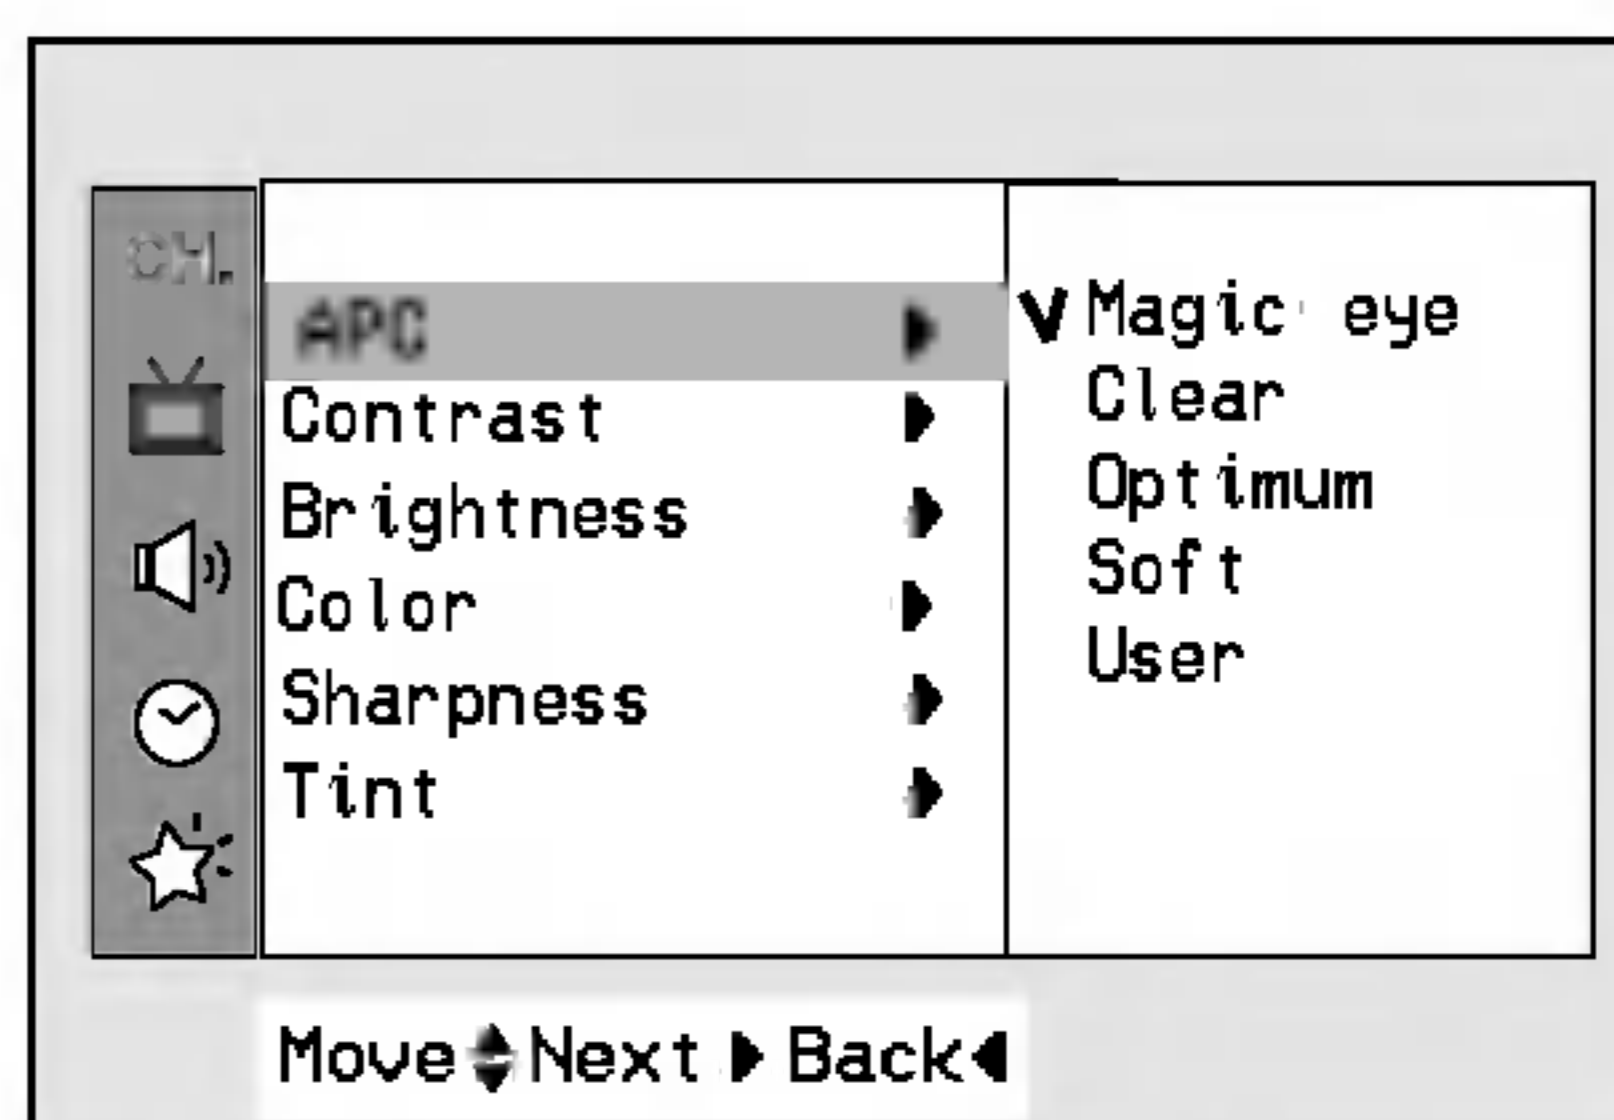 CH.
APC
Contrast
Brightness
Color
Sharpness
Tint
Magic eye
Clear
Optimum
Soft
User
Move Next Back